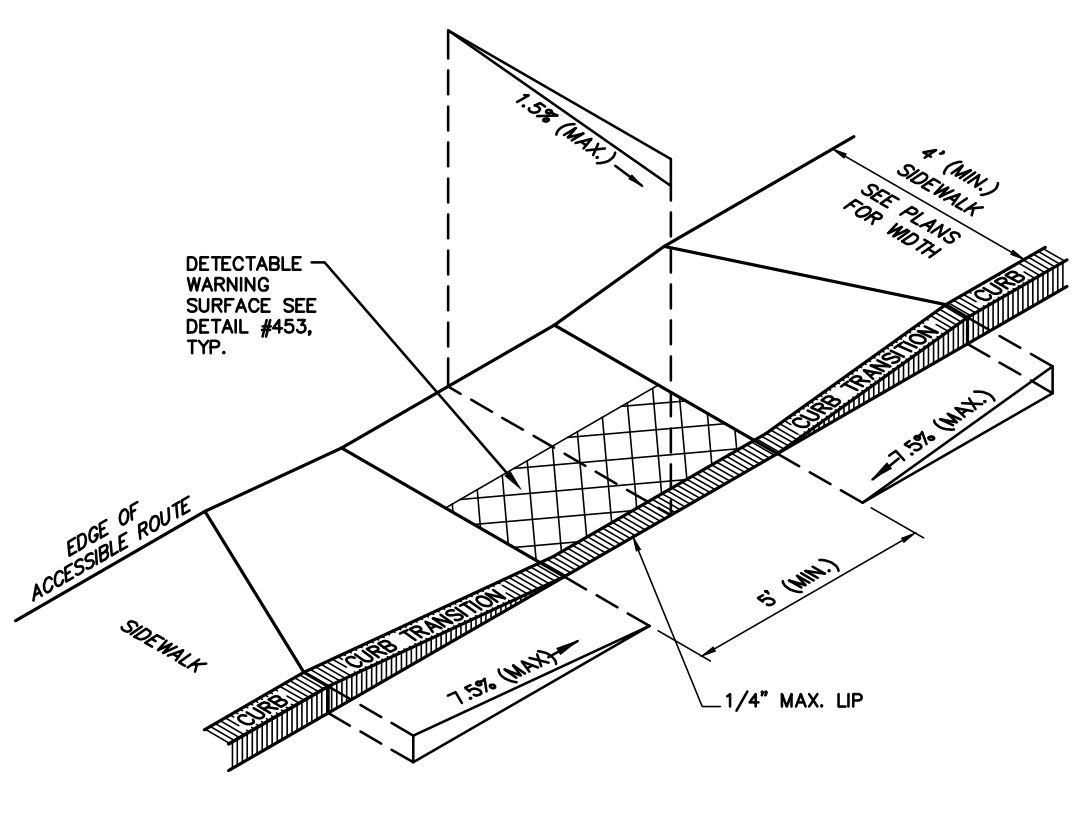 1.5% (MAX.)
4' (MIN.)
SIDEWALK
SEE PLANS
FOR WIDTH
DETECTABLE
WARNING
SURFACE SEE
DETAIL #453,
TYP.
CURB
CURB TRANSITION
7.5% (MAX.)
EDGE OF
ACCESSIBLE ROUTE
5' (MIN.)
SIDEWALK
CURB TRANSITION
7.5% (MAX)
CURB
1/4" MAX. LIP